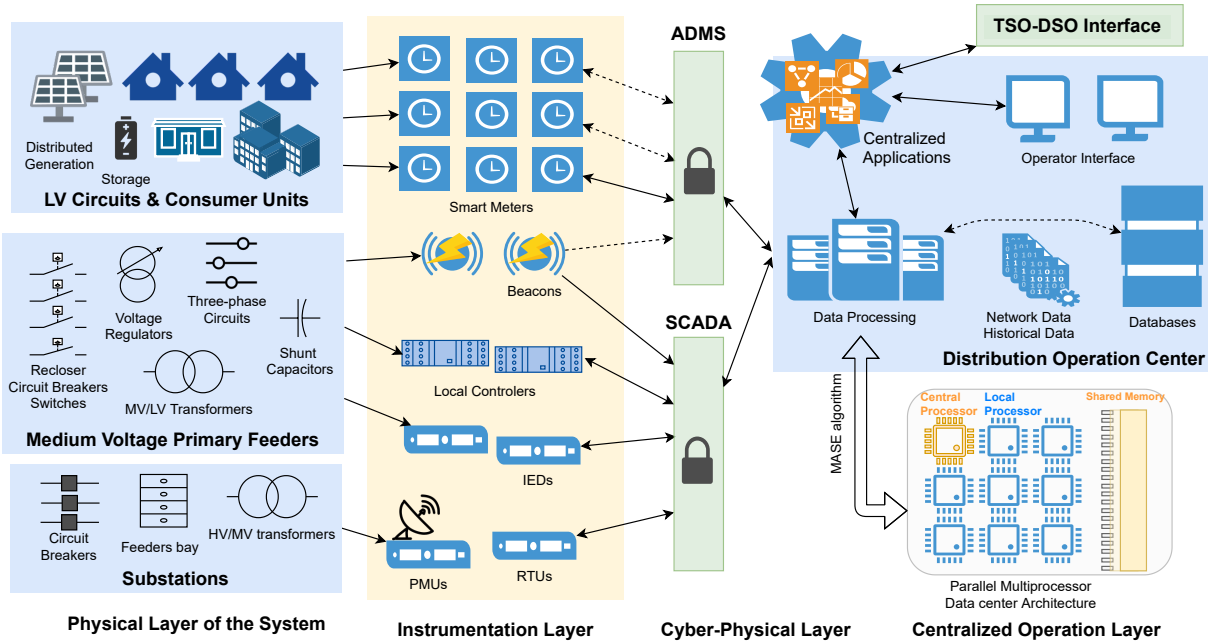 Distributed
Generation
Storage
LV Circuits & Consumer Units
Recloser
Circuit Breakers
Switches
Voltage
Regulators
Three-phase
Circuits
Shunt
Capacitors
MV/LV Transformers
Medium Voltage Primary Feeders
Circuit
Breakers
Feeders bay
HV/MV transformers
Substations
Physical Layer of the System
Smart Meters
Beacons
Local Controlers
IEDs
PMUs
RTUs
Instrumentation Layer
ADMS
SCADA
Cyber-Physical Layer
TSO-DSO Interface
Centralized
Applications
Operator Interface
Data Processing
Network Data
Historical Data
Databases
Distribution Operation Center
MASE algorithm
Central
Processor
Local
Processor
Shared Memory
Parallel Multiprocessor
Data center Architecture
Centralized Operation Layer